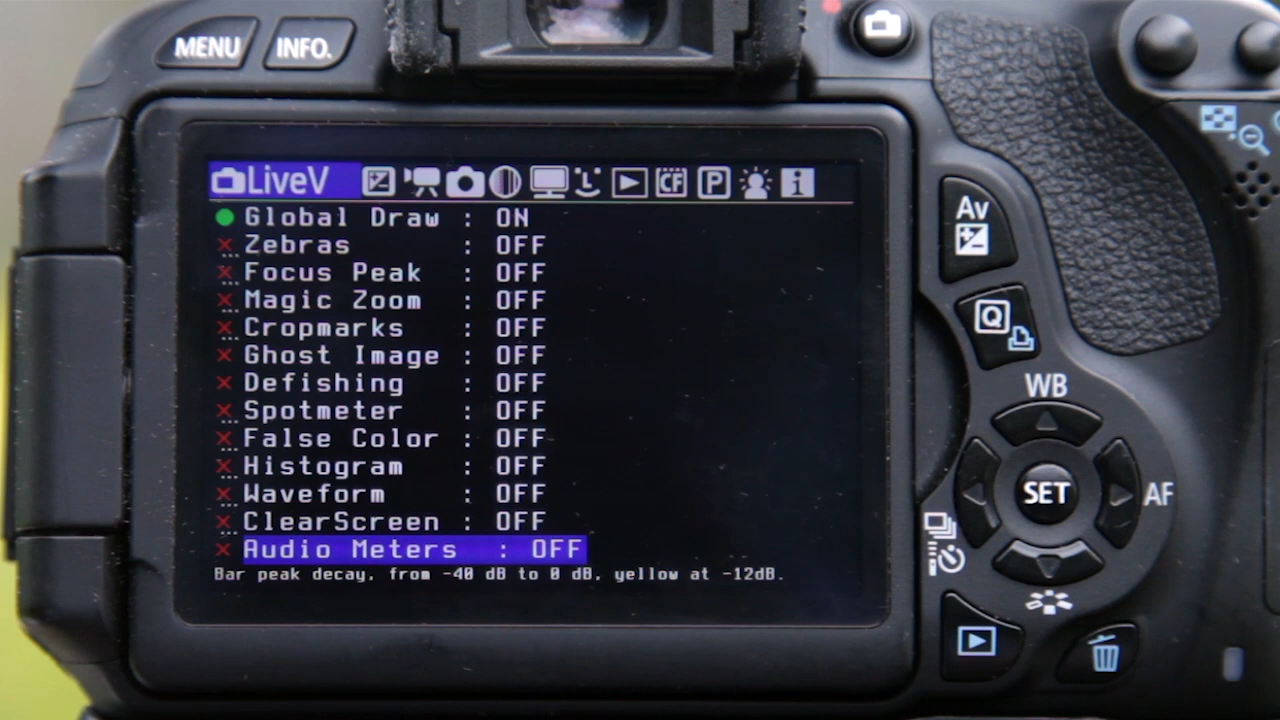 MENU INFO.
LiveV CF P i
Global Draw : ON
Zebras : OFF
Focus Peak : OFF
Magic Zoom : OFF
Cropmarks : OFF
Ghost Image : OFF
Defishing : OFF
Spotmeter : OFF
False Color : OFF
Histogram : OFF
Waveform : OFF
ClearScreen : OFF
Audio Meters : OFF
Bar peak decay, from -40 dB to 0 dB, yellow at -12dB.
Av
Q
WB
SET
AF